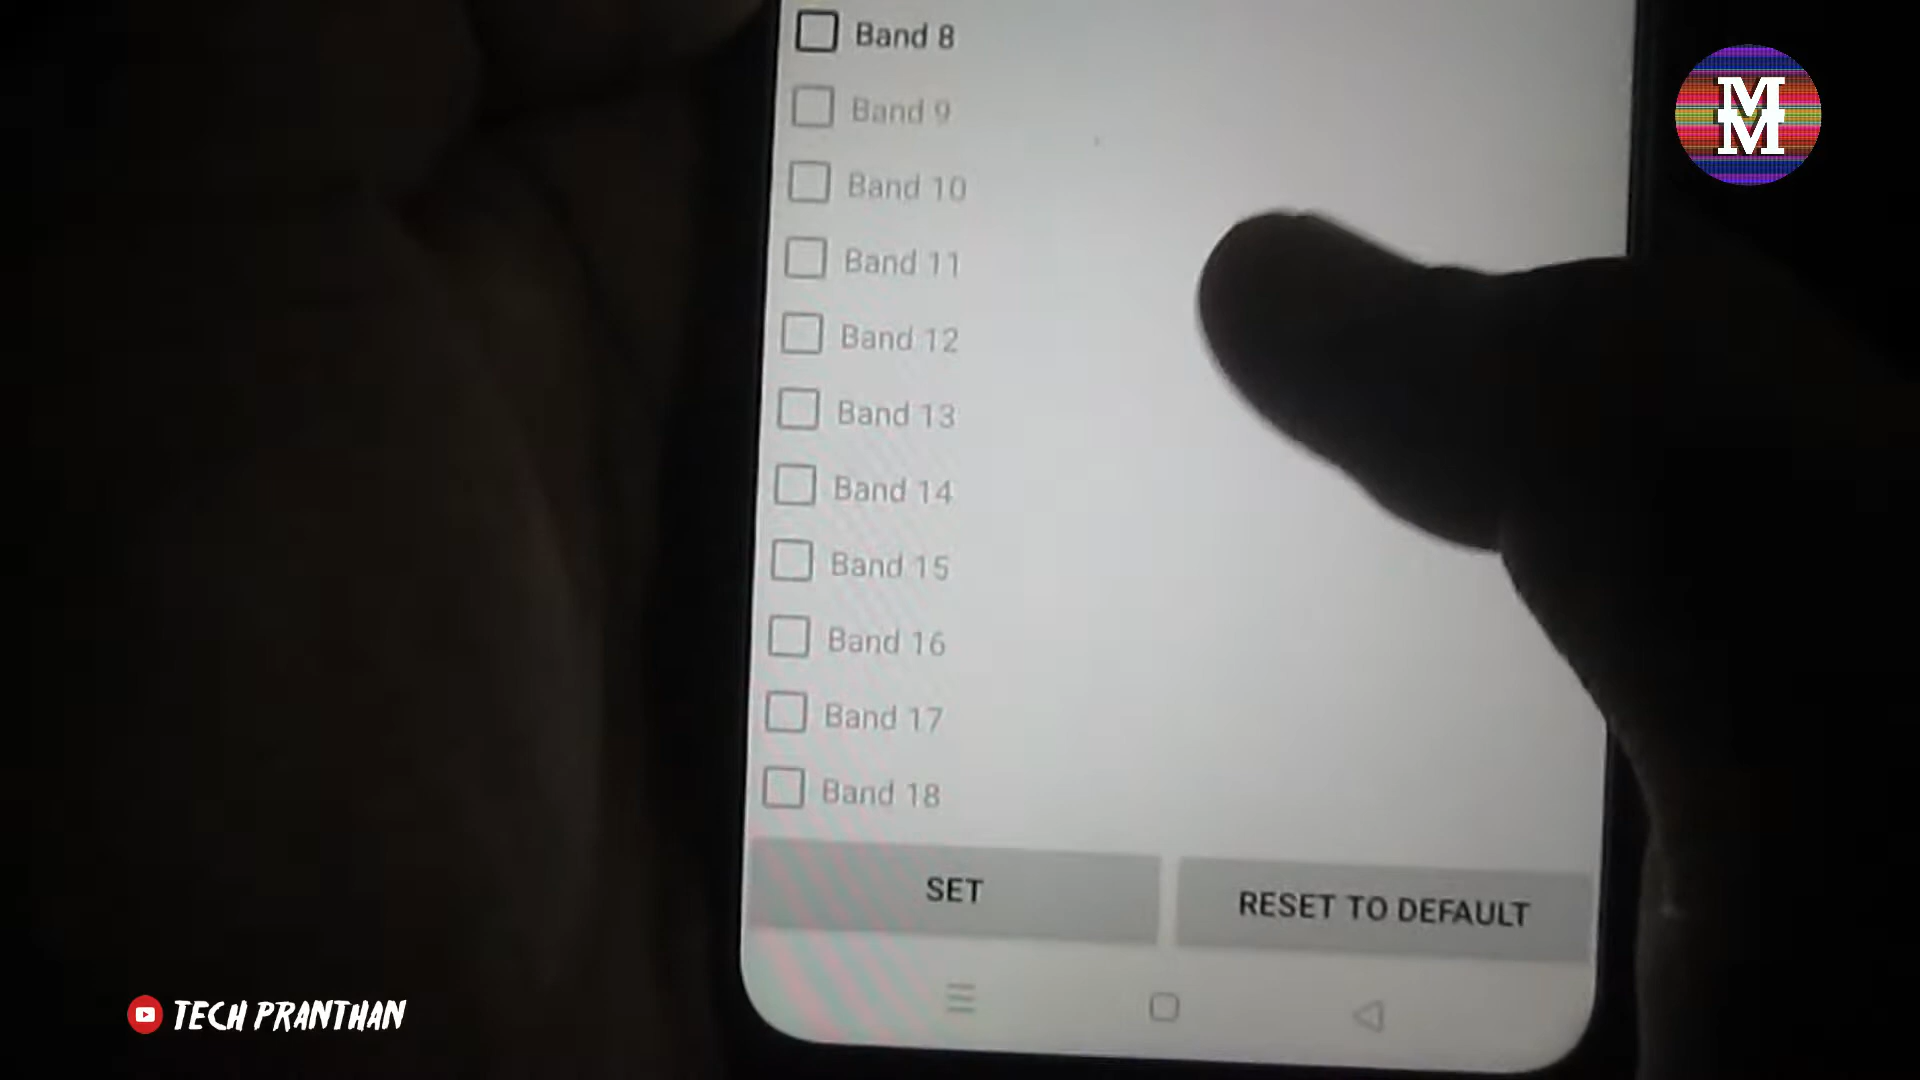 Band 8
Band 9
Band 10
Band 11
Band 12
Band 13
Band 14
Band 15
Band 16
Band 17
Band 18
SET
RESET TO DEFAULT
M
M
TECH PRANTHAN